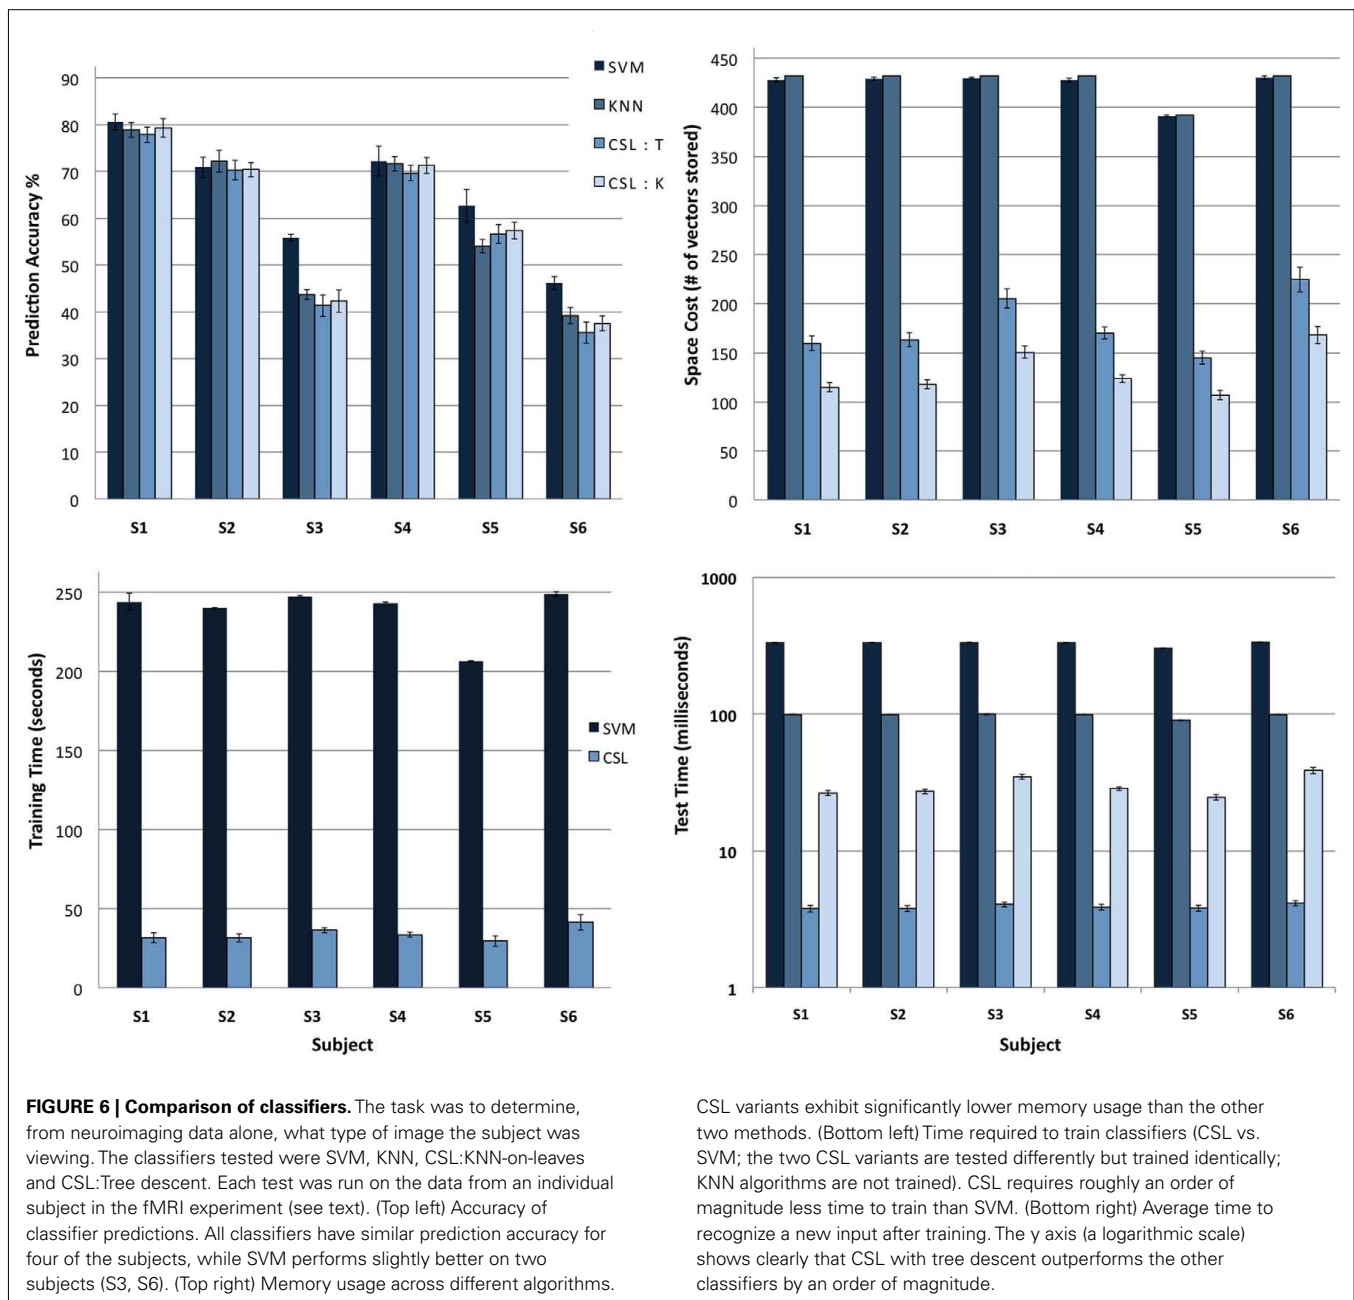 90
80
70
60
50
40
30
20
10
0
Prediction Accuracy %
SVM
KNN
CSL : T
CSL : K
S1 S2 S3 S4 S5 S6
450
400
350
300
250
200
150
100
50
0
Space Cost (# of vectors stored)
S1 S2 S3 S4 S5 S6
250
200
150
100
50
0
Training Time (seconds)
SVM
CSL
S1 S2 S3 S4 S5 S6
Subject
1000
100
10
1
Test Time (milliseconds)
S1 S2 S3 S4 S5 S6
Subject
FIGURE 6 | Comparison of classifiers. The task was to determine,
from neuroimaging data alone, what type of image the subject was
viewing. The classifiers tested were SVM, KNN, CSL:KNN-on-leaves
and CSL:Tree descent. Each test was run on the data from an individual
subject in the fMRI experiment (see text). (Top left) Accuracy of
classifier predictions. All classifiers have similar prediction accuracy for
four of the subjects, while SVM performs slightly better on two
subjects (S3, S6). (Top right) Memory usage across different algorithms.
CSL variants exhibit significantly lower memory usage than the other
two methods. (Bottom left) Time required to train classifiers (CSL vs.
SVM; the two CSL variants are tested differently but trained identically;
KNN algorithms are not trained). CSL requires roughly an order of
magnitude less time to train than SVM. (Bottom right) Average time to
recognize a new input after training. The y axis (a logarithmic scale)
shows clearly that CSL with tree descent outperforms the other
classifiers by an order of magnitude.